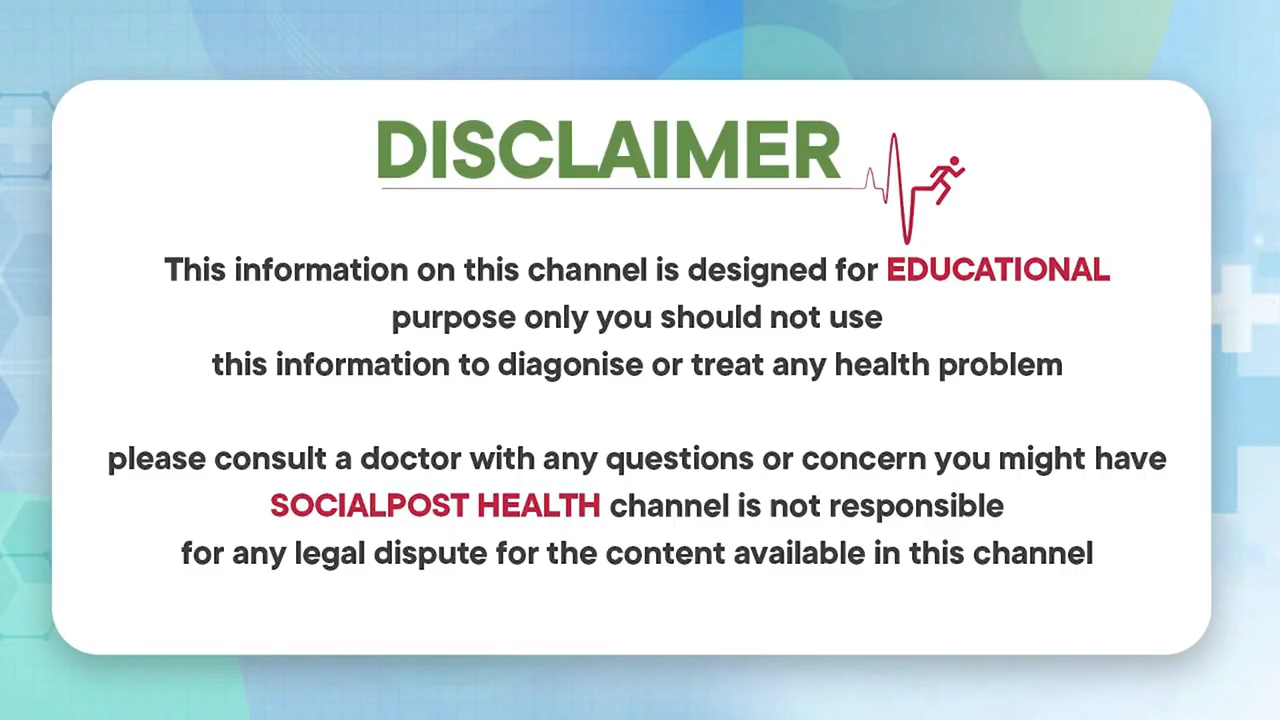 DISCLAIMER
This information on this channel is designed for EDUCATIONAL
purpose only you should not use
this information to diagonise or treat any health problem
please consult a doctor with any questions or concern you might have
SOCIALPOST HEALTH channel is not responsible
for any legal dispute for the content available in this channel